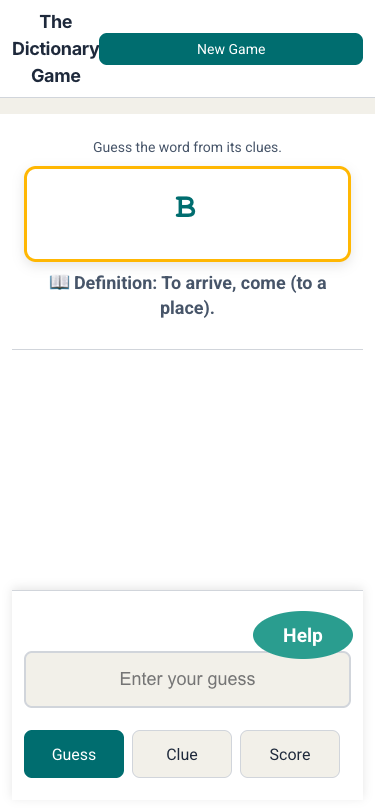 The
Dictionary
Game
New Game
Guess the word from its clues.
B
📖 Definition: To arrive, come (to a
place).
Help
Enter your guess
Guess
Clue
Score